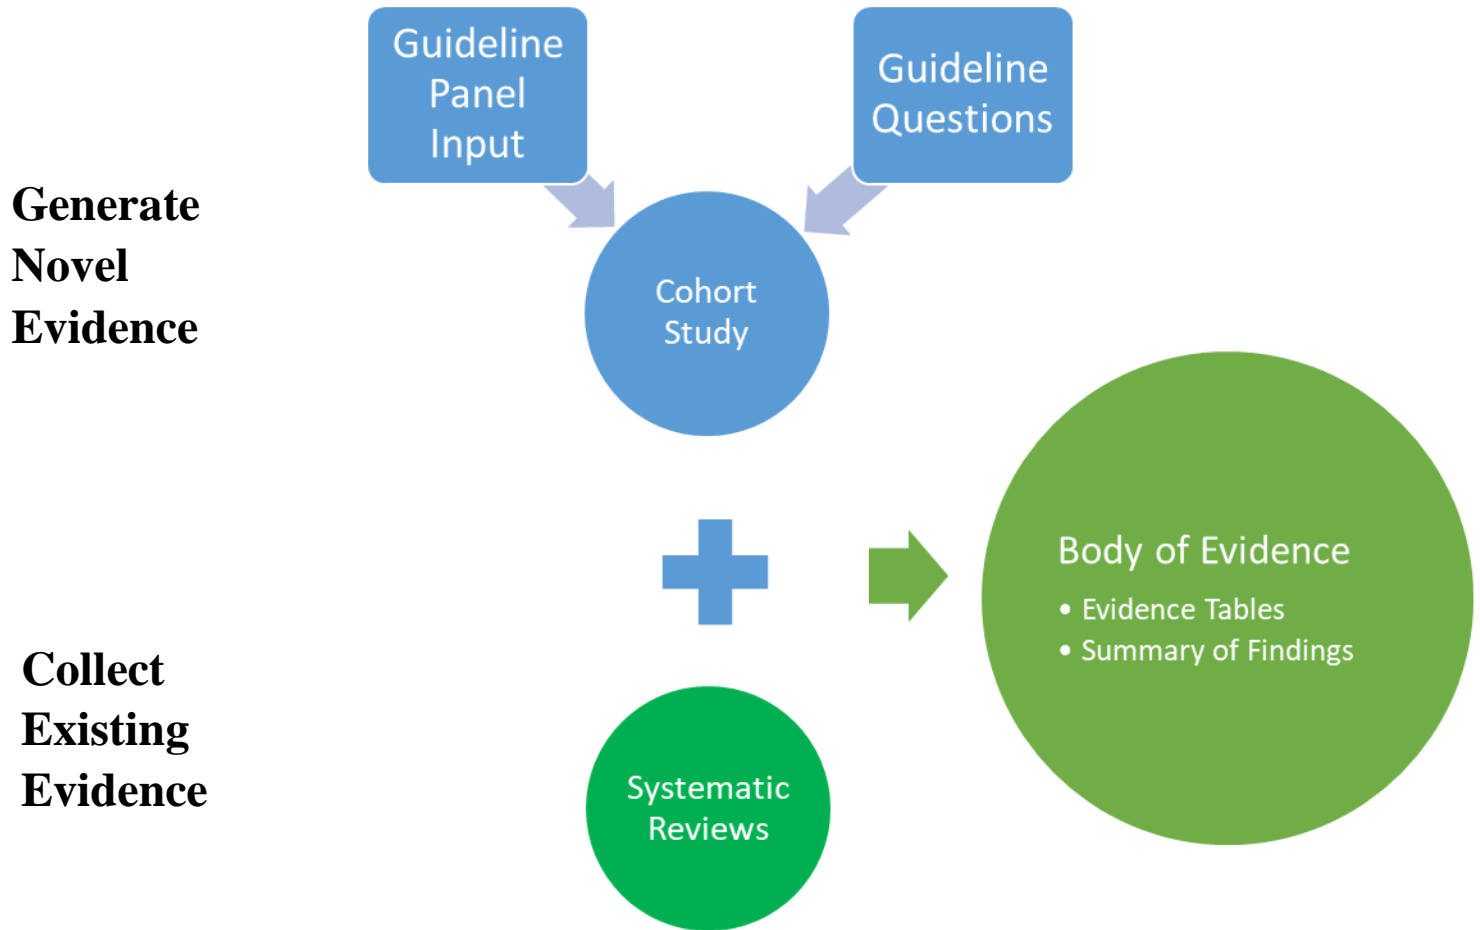 Guideline
Panel
Input
Guideline
Questions
Generate
Novel
Evidence
Cohort
Study
Body of Evidence
• Evidence Tables
• Summary of Findings
Collect
Existing
Evidence
Systematic
Reviews